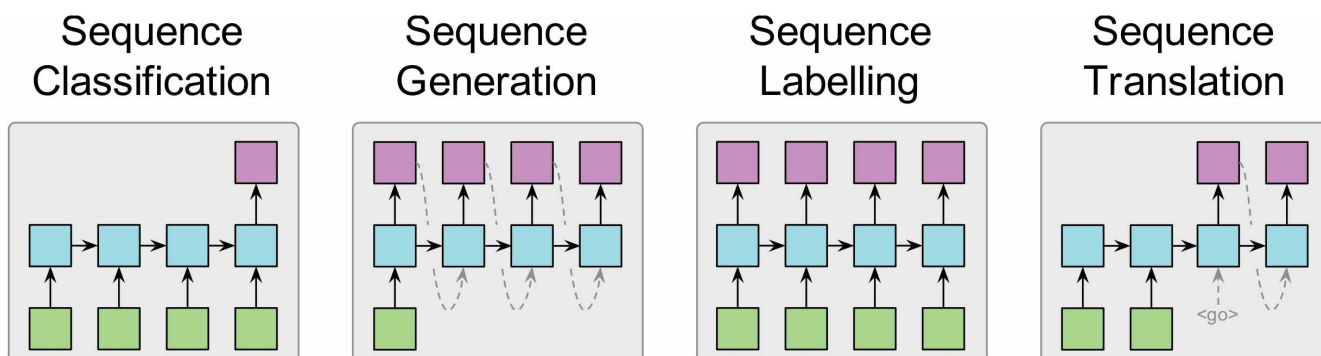 Sequence
Classification
Sequence
Generation
Sequence
Labelling
Sequence
Translation
<go>